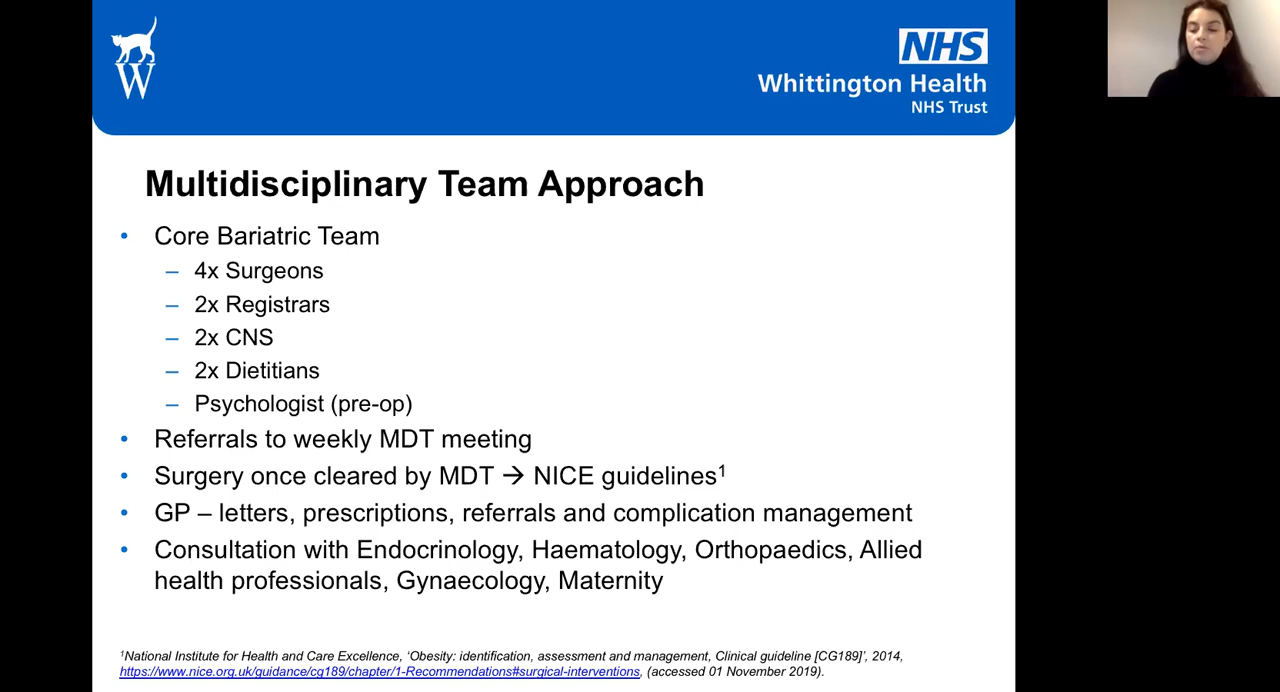 W
NHS
Whittington Health
NHS Trust
Multidisciplinary Team Approach
• Core Bariatric Team
– 4x Surgeons
– 2x Registrars
– 2x CNS
– 2x Dietitians
– Psychologist (pre-op)
• Referrals to weekly MDT meeting
• Surgery once cleared by MDT → NICE guidelines¹
• GP – letters, prescriptions, referrals and complication management
• Consultation with Endocrinology, Haematology, Orthopaedics, Allied
health professionals, Gynaecology, Maternity
¹National Institute for Health and Care Excellence, ‘Obesity: identification, assessment and management, Clinical guideline [CG189]’, 2014,
https://www.nice.org.uk/guidance/cg189/chapter/1-Recommendations#surgical-interventions, (accessed 01 November 2019).